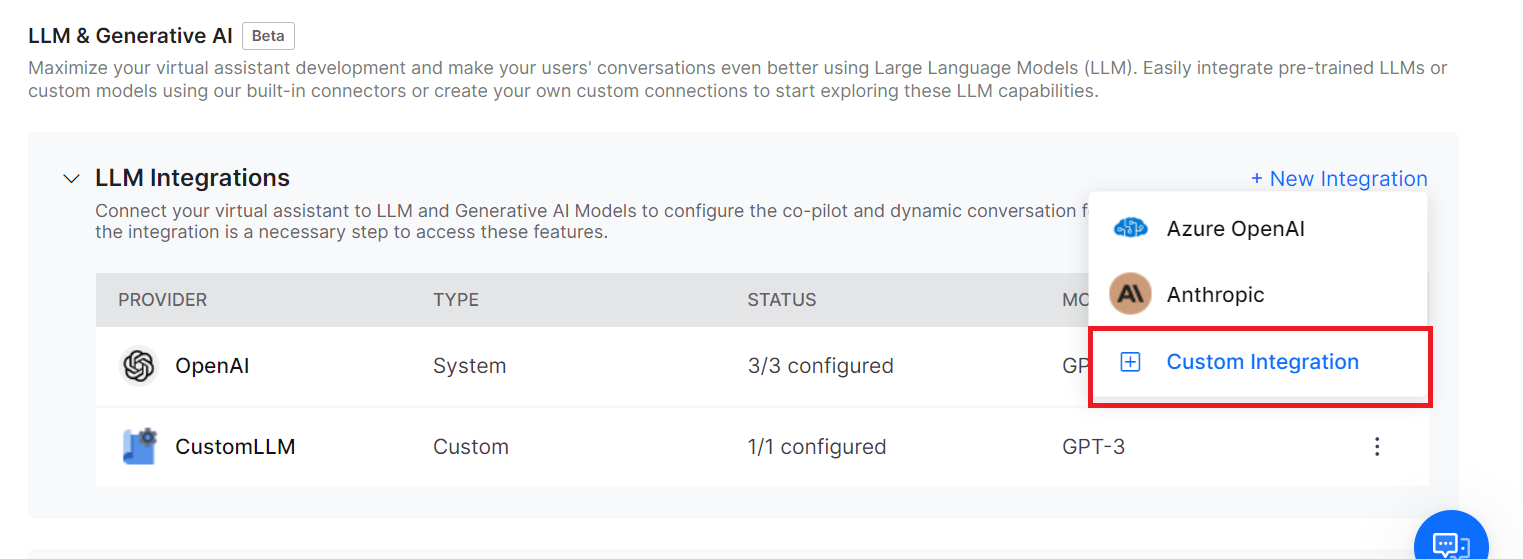 LLM & Generative AI Beta
Maximize your virtual assistant development and make your users' conversations even better using Large Language Models (LLM). Easily integrate pre-trained LLMs or
custom models using our built-in connectors or create your own custom connections to start exploring these LLM capabilities.
LLM Integrations
+ New Integration
Connect your virtual assistant to LLM and Generative AI Models to configure the co-pilot and dynamic conversation
the integration is a necessary step to access these features.
Azure OpenAI
Anthropic
Custom Integration
PROVIDER TYPE STATUS
OpenAI System 3/3 configured
CustomLLM Custom 1/1 configured GPT-3